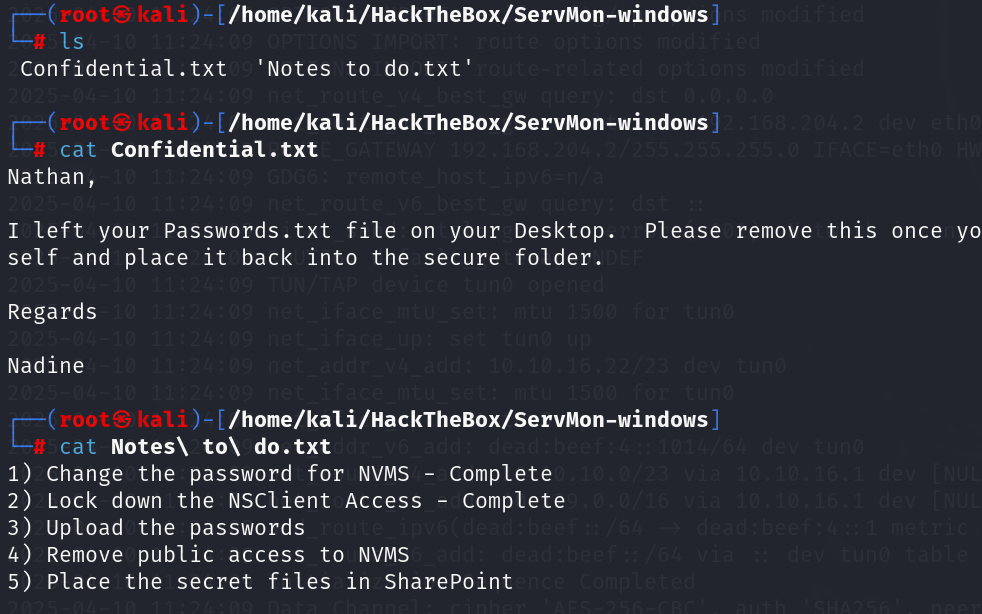 ┌──(root㉿kali)-[/home/kali/HackTheBox/ServMon-windows]
└─# ls
 Confidential.txt  'Notes to do.txt'
┌──(root㉿kali)-[/home/kali/HackTheBox/ServMon-windows]
└─# cat Confidential.txt
Nathan,
I left your Passwords.txt file on your Desktop.  Please remove this once yo
self and place it back into the secure folder.
Regards
Nadine
┌──(root㉿kali)-[/home/kali/HackTheBox/ServMon-windows]
└─# cat Notes\ to\ do.txt
1) Change the password for NVMS - Complete
2) Lock down the NSClient Access - Complete
3) Upload the passwords
4) Remove public access to NVMS
5) Place the secret files in SharePoint